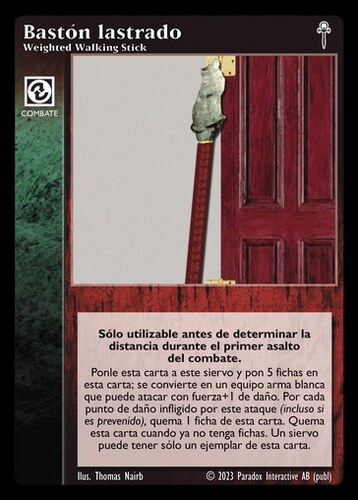 Bastón lastrado
Weighted Walking Stick
COMBATE
Sólo utilizable antes de determinar la
distancia durante el primer asalto
del combate.
Ponle esta carta a este siervo y pon 5 fichas en
esta carta; se convierte en un equipo arma blanca
que puede atacar con fuerza+1 de daño. Por cada
punto de daño infligido por este ataque (incluso si
es prevenido), quema 1 ficha de esta carta. Quema
esta carta cuando ya no tenga fichas. Un siervo
puede tener sólo un ejemplar de esta carta.
Ilus. Thomas Nairb © 2023 Paradox Interactive AB (publ)